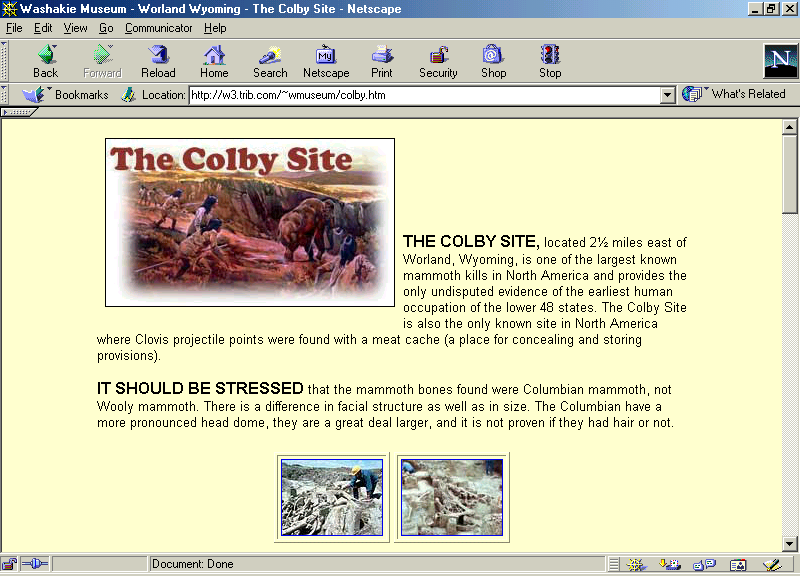 Washakie Museum - Worland Wyoming - The Colby Site - Netscape
File Edit View Go Communicator Help
My
N
Back Forward Reload Home Search Netscape Print Security Shop Stop
Bookmarks Location: http://w3.trib.com/~wmuseum/colby.htm What's Related
The Colby Site
THE COLBY SITE, located 2½ miles east of
Worland, Wyoming, is one of the largest known
mammoth kills in North America and provides the
only undisputed evidence of the earliest human
occupation of the lower 48 states. The Colby Site
is also the only known site in North America
where Clovis projectile points were found with a meat cache (a place for concealing and storing
provisions).
IT SHOULD BE STRESSED that the mammoth bones found were Columbian mammoth, not
Wooly mammoth. There is a difference in facial structure as well as in size. The Columbian have a
more pronounced head dome, they are a great deal larger, and it is not proven if they had hair or not.
Document: Done